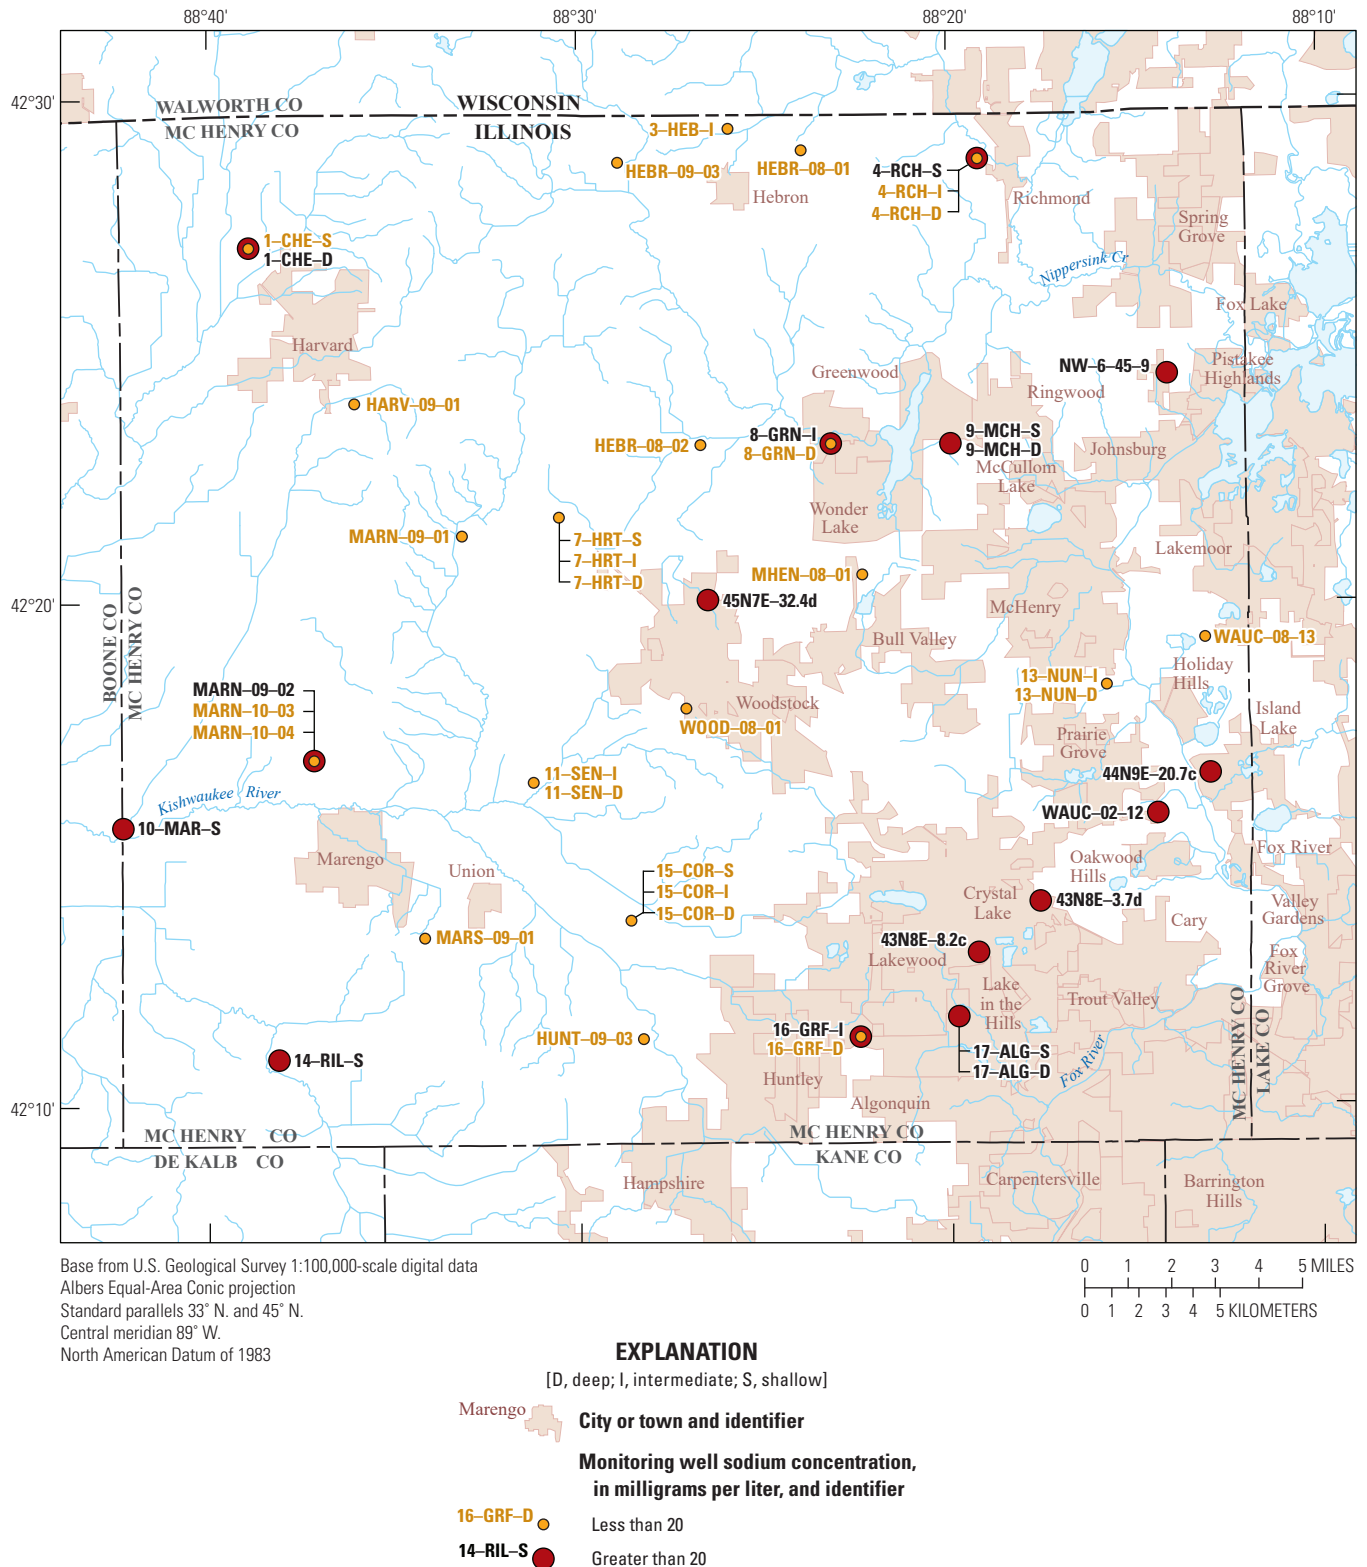 88°40'
88°30'
88°20'
88°10'
42°30'
WALWORTH CO
MC HENRY CO
WISCONSIN
ILLINOIS
3–HEB–I
HEBR–09–03
HEBR–08–01
Hebron
4–RCH–S
4–RCH–I
4–RCH–D
Richmond
Spring
Grove
1–CHE–S
1–CHE–D
Nippersink Cr
Fox Lake
Harvard
NW–6–45–9
Pistakee
Highlands
Greenwood
Ringwood
HARV–09–01
HEBR–08–02
8–GRN–I
8–GRN–D
9–MCH–S
9–MCH–D
McCullom
Lake
Johnsburg
Wonder
Lake
MARN–09–01
7–HRT–S
7–HRT–I
7–HRT–D
Lakemoor
MHEN–08–01
45N7E–32.4d
42°20'
McHenry
Bull Valley
WAUC–08–13
BOONE CO
MC HENRY CO
Holiday
Hills
13–NUN–I
13–NUN–D
MARN–09–02
MARN–10–03
MARN–10–04
Woodstock
WOOD–08–01
Island
Lake
Prairie
Grove
11–SEN–I
11–SEN–D
44N9E–20.7c
Kishwaukee River
10–MAR–S
WAUC–02–12
Marengo
Union
Fox River
Valley
Gardens
Oakwood
Hills
15–COR–S
15–COR–I
15–COR–D
Crystal
Lake
43N8E–3.7d
Cary
MARS–09–01
43N8E–8.2c
Lakewood
Fox
River
Grove
Lake
in the
Hills
Trout Valley
HUNT–09–03
16–GRF–I
16–GRF–D
14–RIL–S
17–ALG–S
17–ALG–D
Fox River
Huntley
Algonquin
MC HENRY CO
LAKE CO
42°10'
MC HENRY CO
DE KALB CO
MC HENRY CO
KANE CO
Hampshire
Carpentersville
Barrington
Hills
Base from U.S. Geological Survey 1:100,000-scale digital data
Albers Equal-Area Conic projection
Standard parallels 33° N. and 45° N.
Central meridian 89° W.
North American Datum of 1983
0 1 2 3 4 5 MILES
0 1 2 3 4 5 KILOMETERS
EXPLANATION
[D, deep; I, intermediate; S, shallow]
Marengo
City or town and identifier
Monitoring well sodium concentration,
in milligrams per liter, and identifier
16–GRF–D
Less than 20
14–RIL–S
Greater than 20